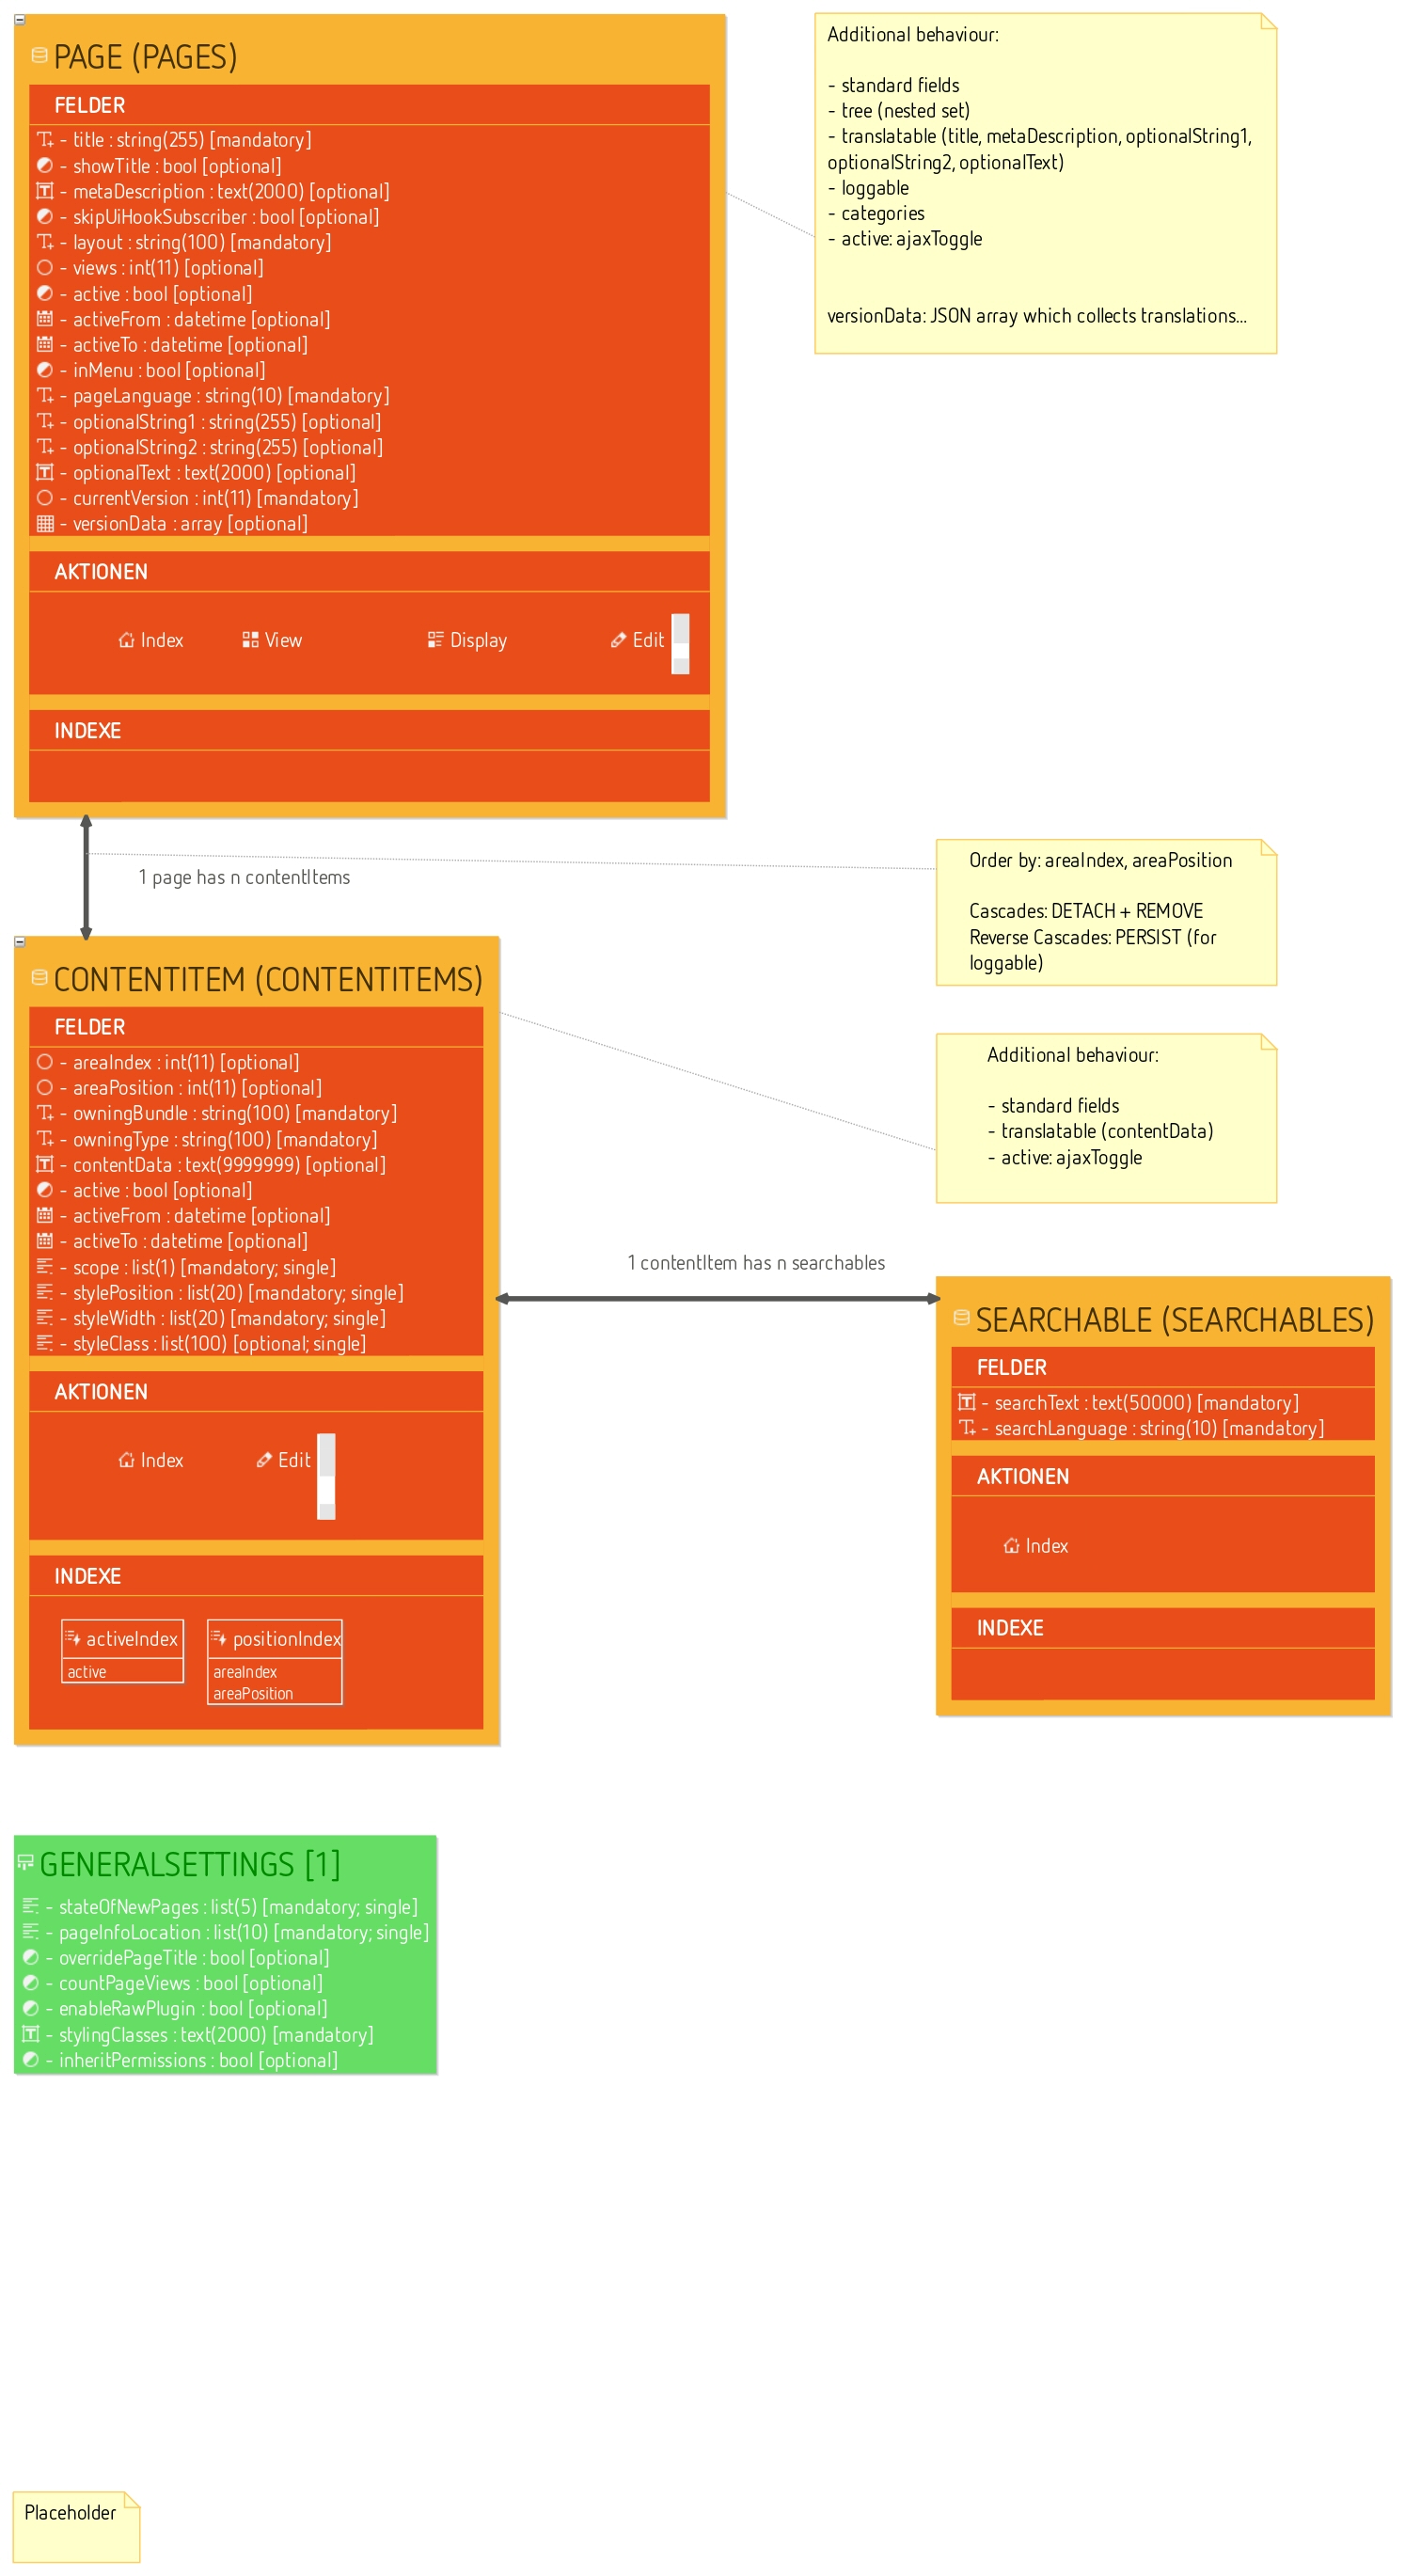 PAGE (PAGES)
FELDER
- title : string(255) [mandatory]
- showTitle : bool [optional]
- metaDescription : text(2000) [optional]
- skipUiHookSubscriber : bool [optional]
- layout : string(100) [mandatory]
- views : int(11) [optional]
- active : bool [optional]
- activeFrom : datetime [optional]
- activeTo : datetime [optional]
- inMenu : bool [optional]
- pageLanguage : string(10) [mandatory]
- optionalString1 : string(255) [optional]
- optionalString2 : string(255) [optional]
- optionalText : text(2000) [optional]
- currentVersion : int(11) [mandatory]
- versionData : array [optional]
AKTIONEN
Index View Display Edit
INDEXE
Additional behaviour:
- standard fields
- tree (nested set)
- translatable (title, metaDescription, optionalString1,
optionalString2, optionalText)
- loggable
- categories
- active: ajaxToggle
versionData: JSON array which collects translations...
1 page has n contentItems
Order by: areaIndex, areaPosition
Cascades: DETACH + REMOVE
Reverse Cascades: PERSIST (for
loggable)
CONTENTITEM (CONTENTITEMS)
FELDER
- areaIndex : int(11) [optional]
- areaPosition : int(11) [optional]
- owningBundle : string(100) [mandatory]
- owningType : string(100) [mandatory]
- contentData : text(9999999) [optional]
- active : bool [optional]
- activeFrom : datetime [optional]
- activeTo : datetime [optional]
- scope : list(1) [mandatory; single]
- stylePosition : list(20) [mandatory; single]
- styleWidth : list(20) [mandatory; single]
- styleClass : list(100) [optional; single]
AKTIONEN
Index Edit
INDEXE
activeIndex
active
positionIndex
areaIndex
areaPosition
Additional behaviour:
- standard fields
- translatable (contentData)
- active: ajaxToggle
1 contentItem has n searchables
SEARCHABLE (SEARCHABLES)
FELDER
- searchText : text(50000) [mandatory]
- searchLanguage : string(10) [mandatory]
AKTIONEN
Index
INDEXE
GENERALSETTINGS [1]
- stateOfNewPages : list(5) [mandatory; single]
- pageInfoLocation : list(10) [mandatory; single]
- overridePageTitle : bool [optional]
- countPageViews : bool [optional]
- enableRawPlugin : bool [optional]
- stylingClasses : text(2000) [mandatory]
- inheritPermissions : bool [optional]
Placeholder